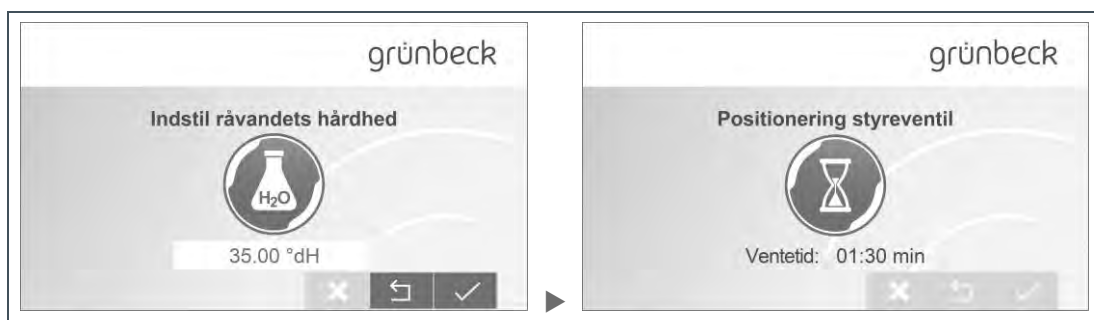 grünbeck
Indstil råvandets hårdhed
H₂O
35.00 °dH
grünbeck
Positionering styreventil
Ventetid: 01:30 min